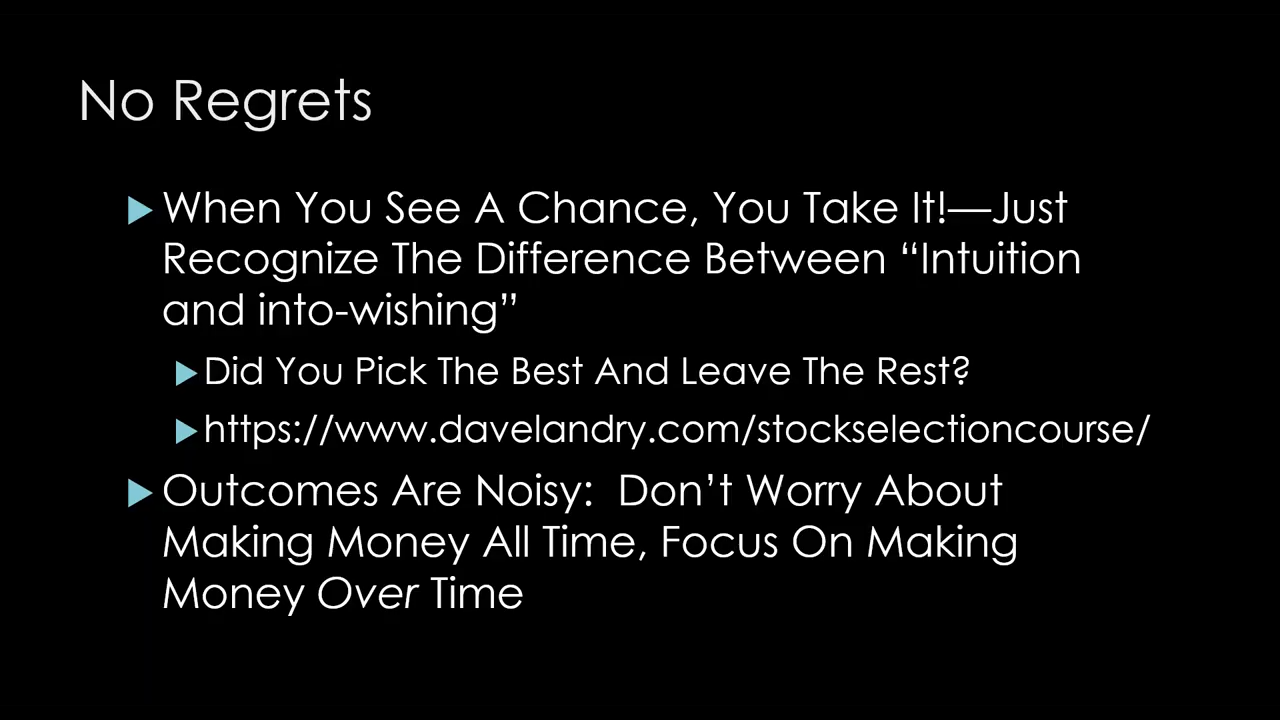 No Regrets
When You See A Chance, You Take It!—Just
Recognize The Difference Between “Intuition
and into-wishing”
Did You Pick The Best And Leave The Rest?
https://www.davelandry.com/stockselectioncourse/
Outcomes Are Noisy:  Don’t Worry About
Making Money All Time, Focus On Making
Money Over Time